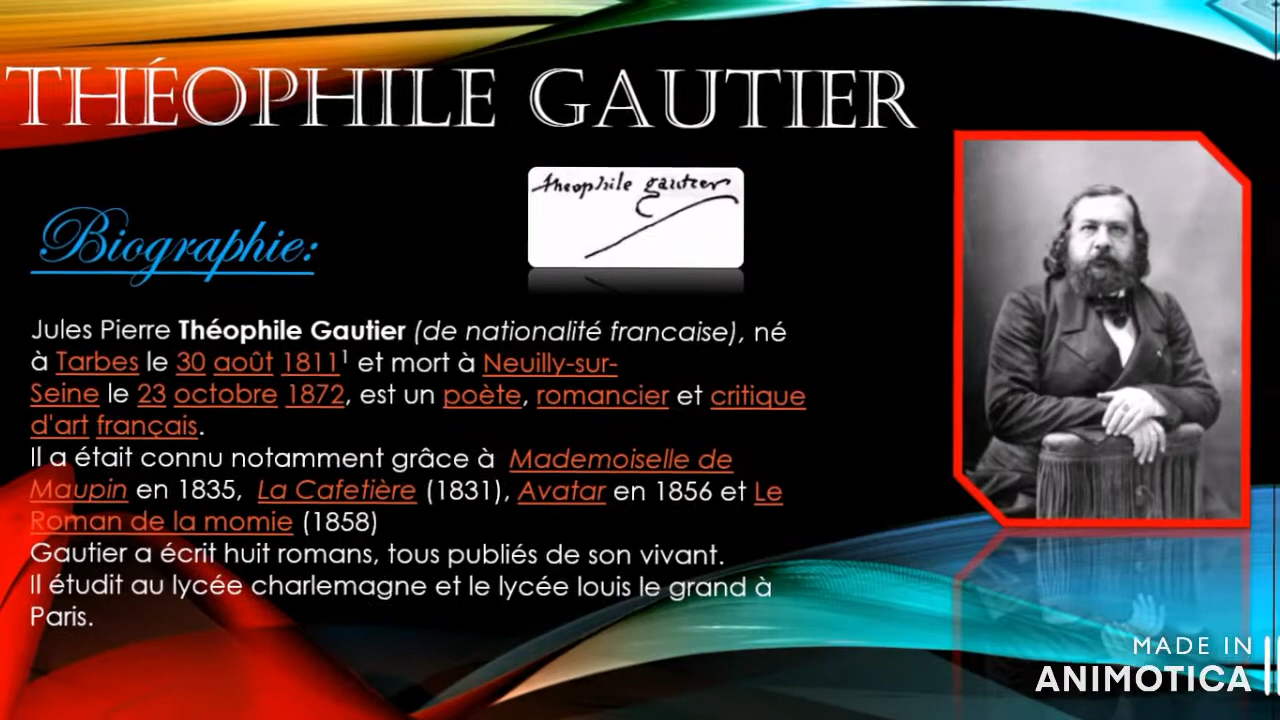 THÉOPHILE GAUTIER
theophile gautier
Biographie:
Jules Pierre Théophile Gautier (de nationalité francaise), né
à Tarbes le 30 août 1811¹ et mort à Neuilly-sur-
Seine le 23 octobre 1872, est un poète, romancier et critique
d'art français.
Il a était connu notamment grâce à Mademoiselle de
Maupin en 1835, La Cafetière (1831), Avatar en 1856 et Le
Roman de la momie (1858)
Gautier a écrit huit romans, tous publiés de son vivant.
Il étudit au lycée charlemagne et le lycée louis le grand à
Paris.
MADE IN
ANIMOTICA